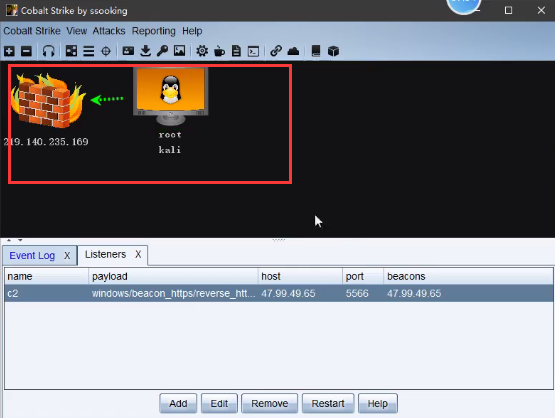 Cobalt Strike by ssooking
Cobalt Strike View Attacks Reporting Help
219.140.235.169
root
kali
Event Log X Listeners X
name payload host port beacons
c2 windows/beacon_https/reverse_htt... 47.99.49.65 5566 47.99.49.65
Add Edit Remove Restart Help